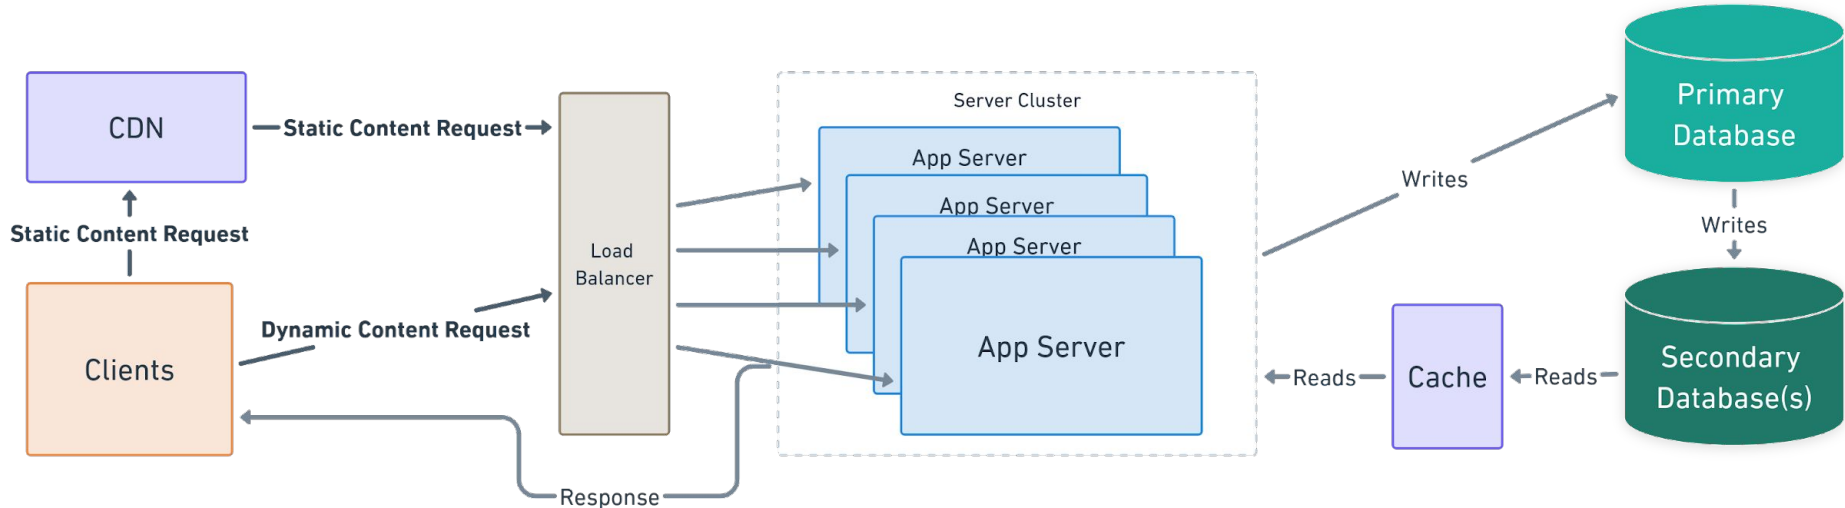 CDN
Static Content Request
Static Content Request
Clients
Dynamic Content Request
Load
Balancer
Response
Server Cluster
App Server
App Server
App Server
App Server
Writes
Primary
Database
Writes
Secondary
Database(s)
Reads
Cache
Reads